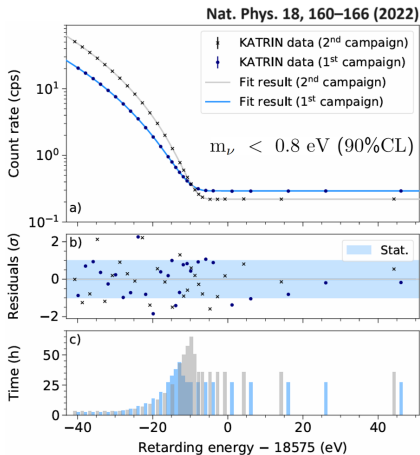 Nat. Phys. 18, 160–166 (2022)
KATRIN data (2nd campaign)
KATRIN data (1st campaign)
Fit result (2nd campaign)
Fit result (1st campaign)
mν < 0.8 eV (90%CL)
Count rate (cps)
10¹
10⁰
10⁻¹
a)
b)
Stat.
Residuals (σ)
2
0
−2
c)
Time (h)
50
25
0
−40 −20 0 20 40
Retarding energy − 18575 (eV)